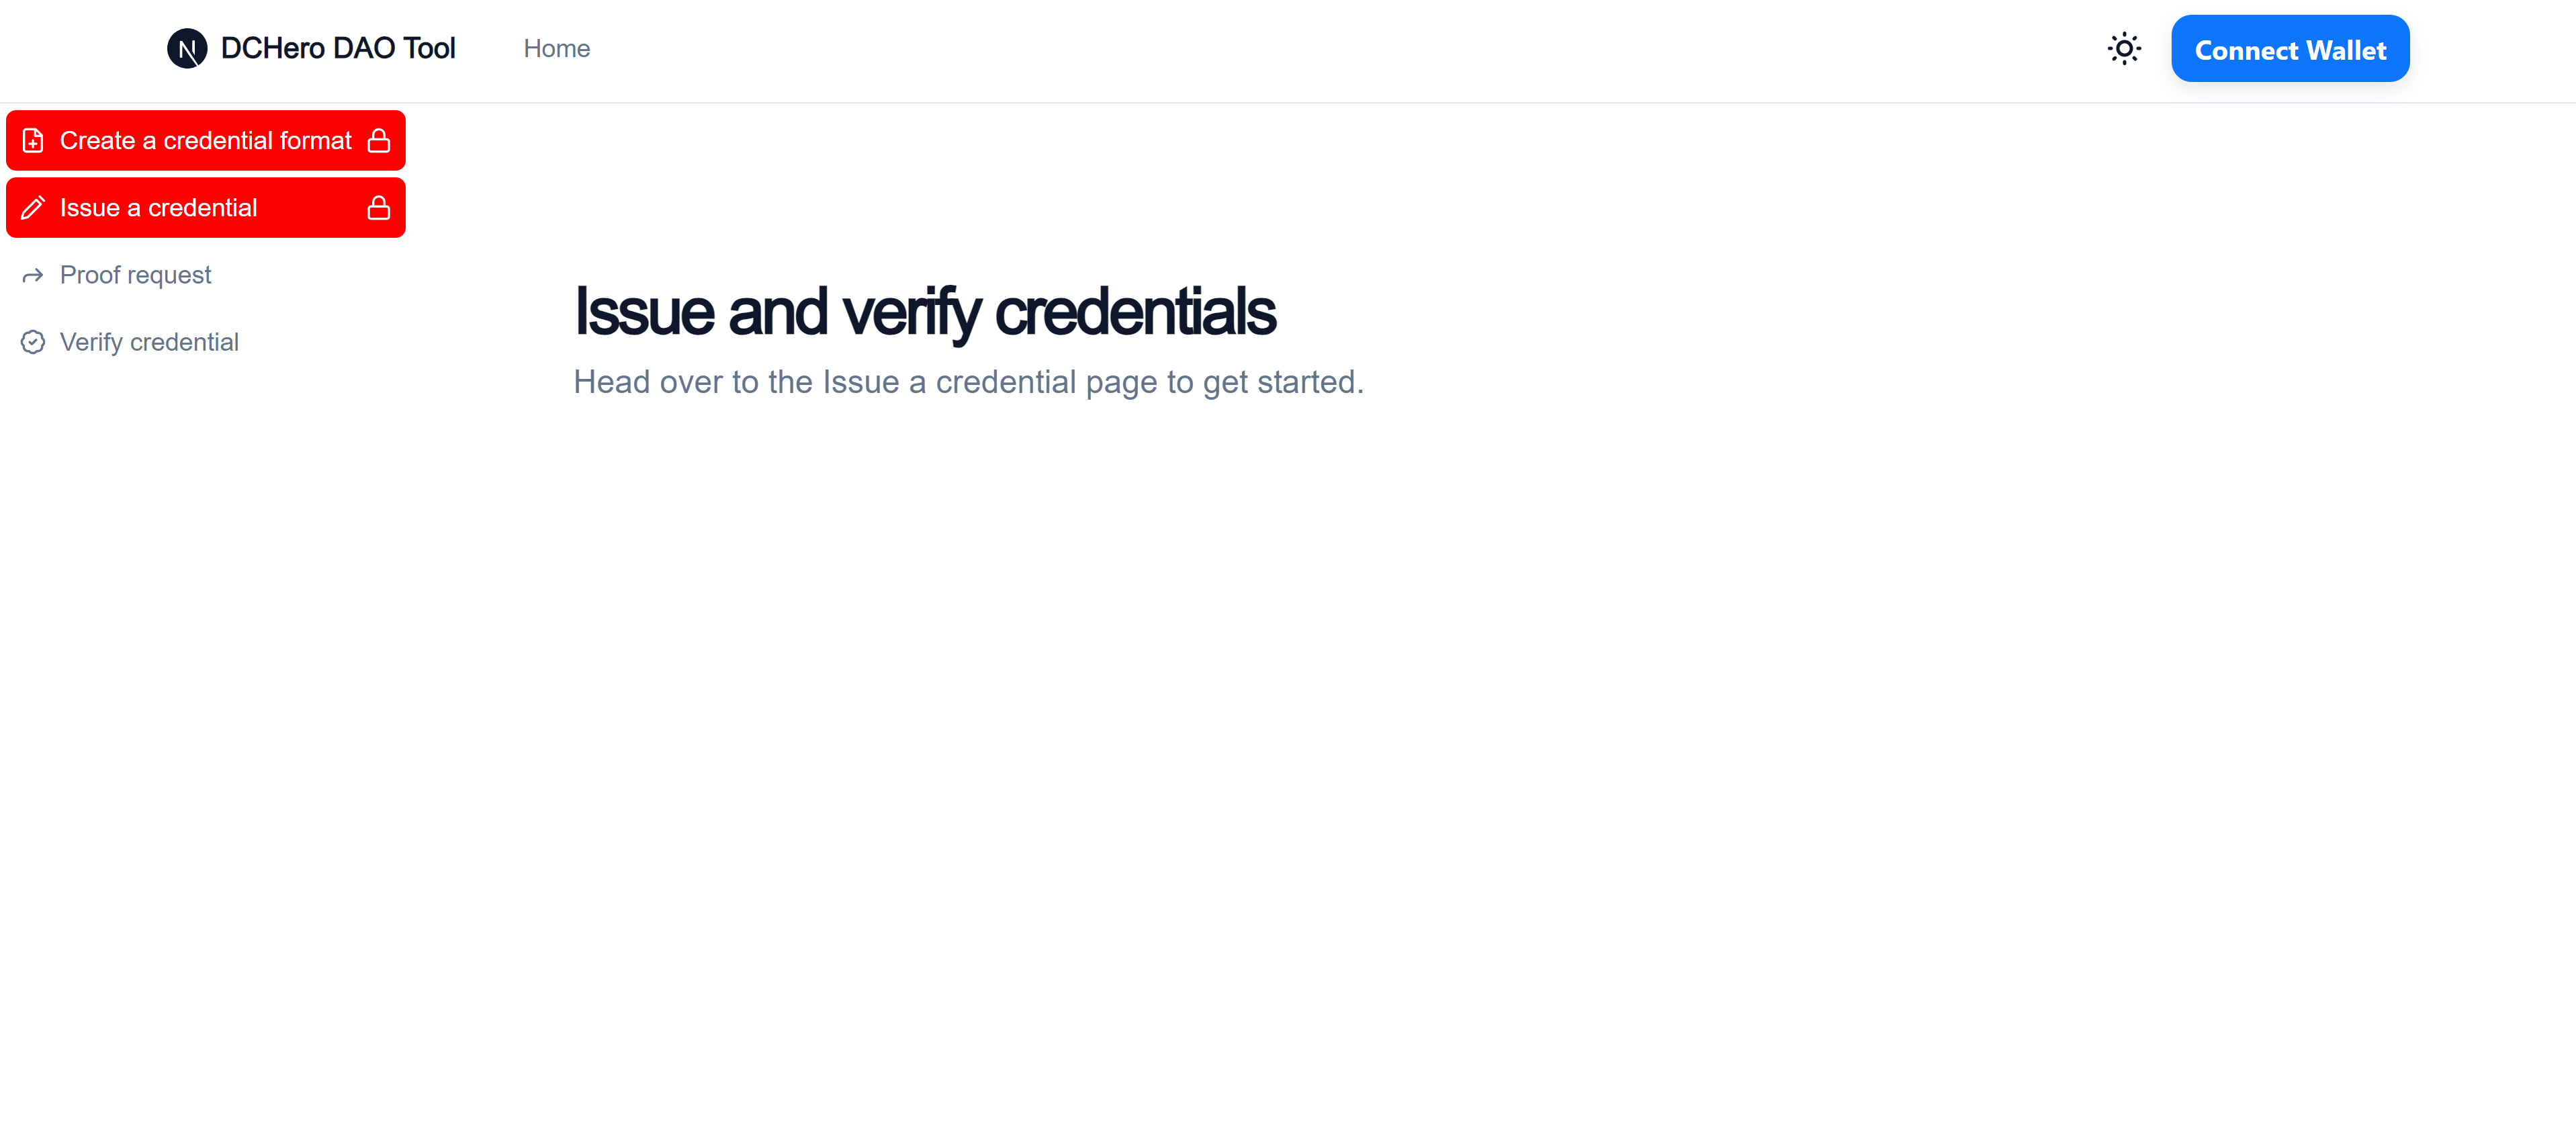 DCHero DAO Tool
Home
Connect Wallet
Create a credential format
Issue a credential
Proof request
Verify credential
Issue and verify credentials
Head over to the Issue a credential page to get started.